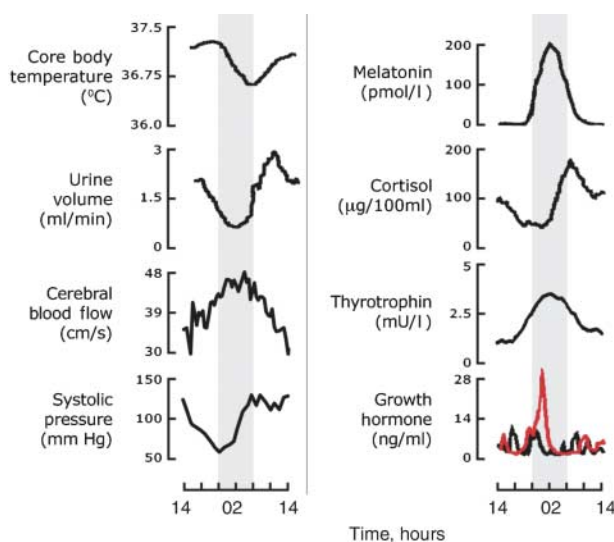 37.5
Core body
temperature
(⁰C)
36.75
36.0
3
Urine
volume
(ml/min)
1.5
0
48
Cerebral
blood flow
(cm/s)
39
30
150
Systolic
pressure
(mm Hg)
100
50
14
02
14
200
Melatonin
(pmol/l)
100
0
200
Cortisol
(µg/100ml)
100
0
5
Thyrotrophin
(mU/l)
2.5
0
28
Growth
hormone
(ng/ml)
14
0
14
02
14
Time, hours